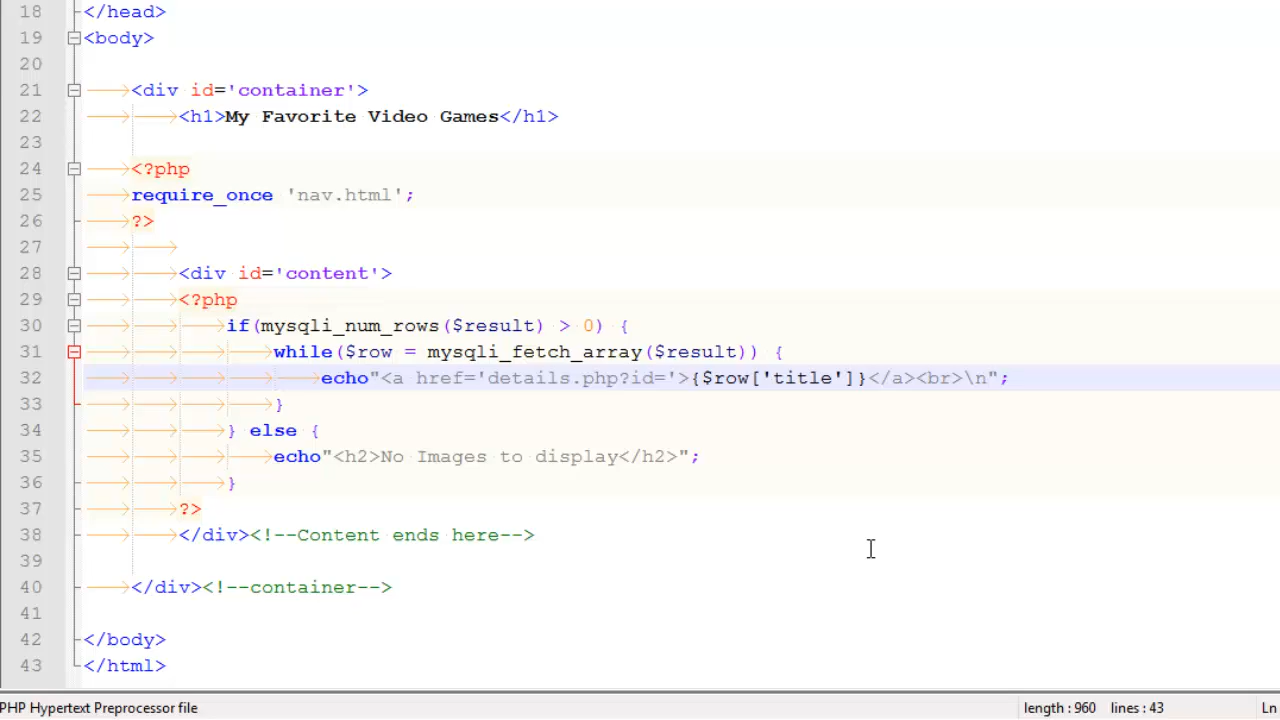 18 </head>
19 <body>
20
21 <div id='container'>
22 <h1>My Favorite Video Games</h1>
23
24 <?php
25 require_once 'nav.html';
26 ?>
27
28 <div id='content'>
29 <?php
30 if(mysqli_num_rows($result) > 0) {
31 while($row = mysqli_fetch_array($result)) {
32 echo"<a href='details.php?id='>{$row['title']}</a><br>\n";
33 }
34 } else {
35 echo"<h2>No Images to display</h2>";
36 }
37 ?>
38 </div><!--Content ends here-->
39
40 </div><!--container-->
41
42 </body>
43 </html>
PHP Hypertext Preprocessor file length : 960 lines : 43 Ln